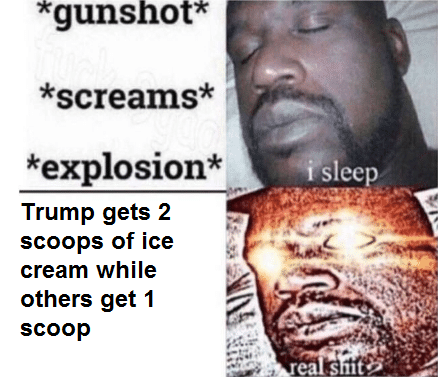 *gunshot*
*screams*
*explosion*
i sleep
Trump gets 2
scoops of ice
cream while
others get 1
scoop
real shit?